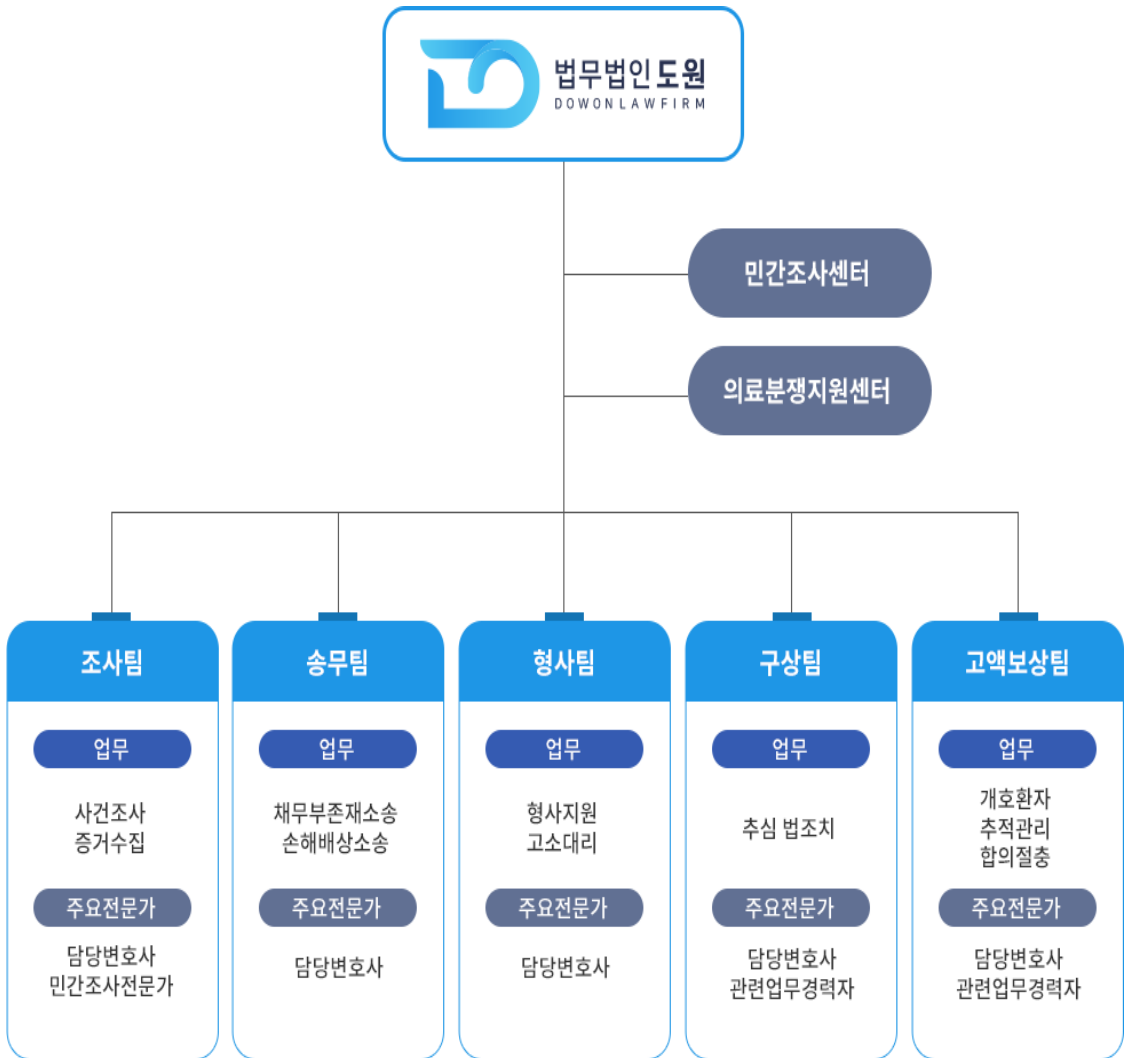 법무법인 도원
DOWON LAWFIRM
민간조사센터
의료분쟁지원센터
조사팀
업무
사건조사
증거수집
주요전문가
담당변호사
민간조사전문가
송무팀
업무
채무부존재소송
손해배상소송
주요전문가
담당변호사
형사팀
업무
형사지원
고소대리
주요전문가
담당변호사
구상팀
업무
추심 법조치
주요전문가
담당변호사
관련업무경력자
고액보상팀
업무
개호환자
추적관리
합의절충
주요전문가
담당변호사
관련업무경력자